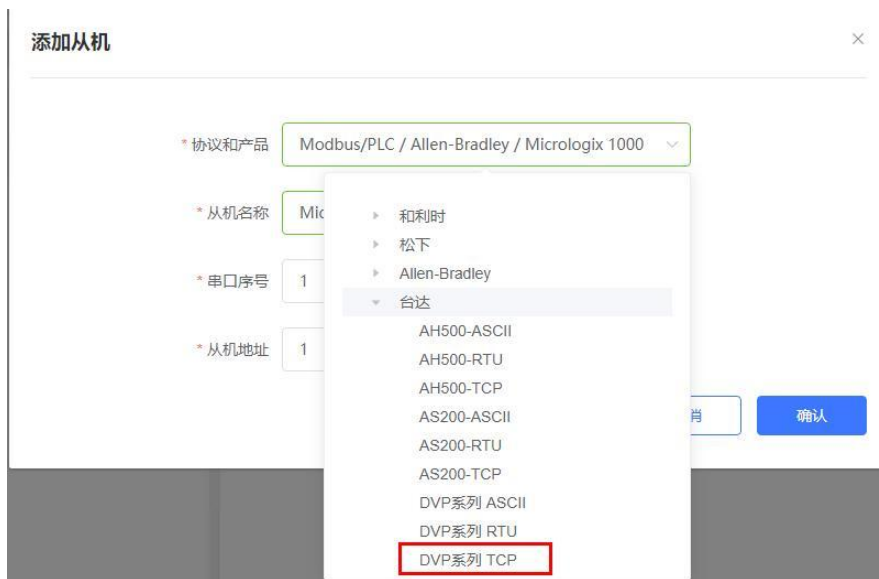 添加从机
* 协议和产品 Modbus/PLC / Allen-Bradley / Micrologix 1000
* 从机名称 Mic
* 串口序号 1
* 从机地址 1
和利时
松下
Allen-Bradley
台达
AH500-ASCII
AH500-RTU
AH500-TCP
AS200-ASCII
AS200-RTU
AS200-TCP
DVP系列 ASCII
DVP系列 RTU
DVP系列 TCP
确认